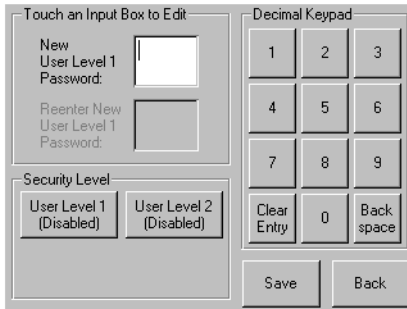 Touch an Input Box to Edit
New
User Level 1
Password:
Reenter New
User Level 1
Password:
Security Level
User Level 1
(Disabled)
User Level 2
(Disabled)
Decimal Keypad
1 2 3
4 5 6
7 8 9
Clear
Entry
0
Back
space
Save
Back